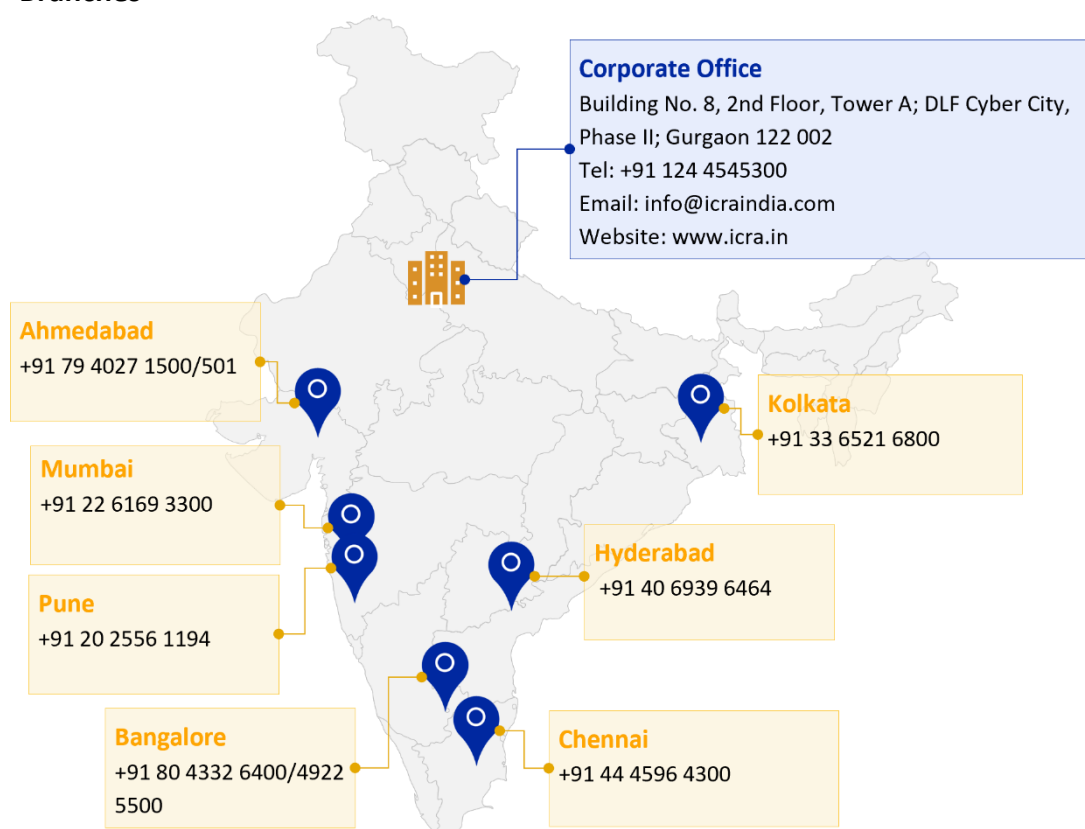 Branches
Corporate Office
Building No. 8, 2nd Floor, Tower A; DLF Cyber City,
Phase II; Gurgaon 122 002
Tel: +91 124 4545300
Email: info@icraindia.com
Website: www.icra.in
Ahmedabad
+91 79 4027 1500/501
Kolkata
+91 33 6521 6800
Mumbai
+91 22 6169 3300
Hyderabad
+91 40 6939 6464
Pune
+91 20 2556 1194
Bangalore
+91 80 4332 6400/4922
5500
Chennai
+91 44 4596 4300